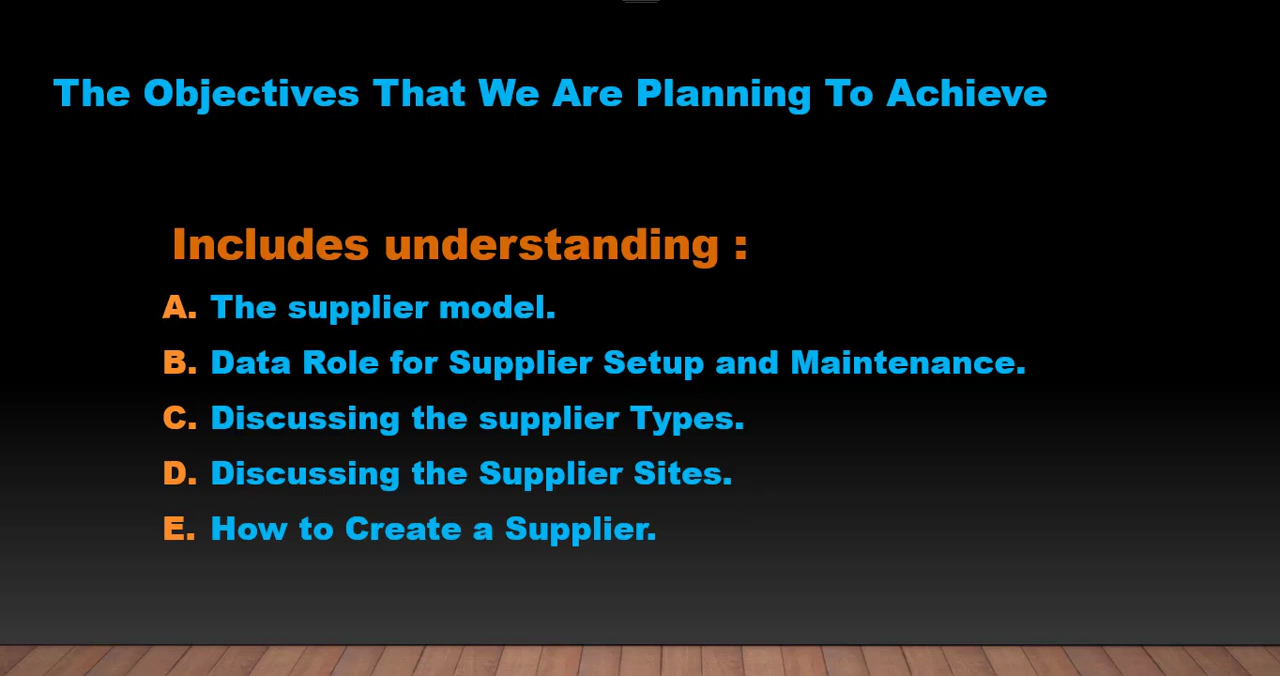 The Objectives That We Are Planning To Achieve
Includes understanding :
A. The supplier model.
B. Data Role for Supplier Setup and Maintenance.
C. Discussing the supplier Types.
D. Discussing the Supplier Sites.
E. How to Create a Supplier.